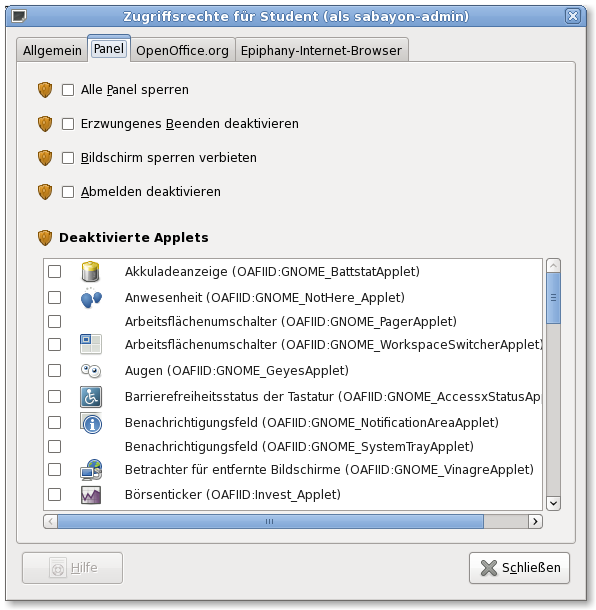 Zugriffsrechte für Student (als sabayon-admin)
Allgemein Panel OpenOffice.org Epiphany-Internet-Browser
Alle Panel sperren
Erzwungenes Beenden deaktivieren
Bildschirm sperren verbieten
Abmelden deaktivieren
Deaktivierte Applets
Akkuladeanzeige (OAFIID:GNOME_BattstatApplet)
Anwesenheit (OAFIID:GNOME_NotHere_Applet)
Arbeitsflächenumschalter (OAFIID:GNOME_PagerApplet)
Arbeitsflächenumschalter (OAFIID:GNOME_WorkspaceSwitcherApplet)
Augen (OAFIID:GNOME_GeyesApplet)
Barrierefreiheitsstatus der Tastatur (OAFIID:GNOME_AccessxStatusAp
Benachrichtigungsfeld (OAFIID:GNOME_NotificationAreaApplet)
Benachrichtigungsfeld (OAFIID:GNOME_SystemTrayApplet)
Betrachter für entfernte Bildschirme (OAFIID:GNOME_VinagreApplet)
Börsenticker (OAFIID:Invest_Applet)
Hilfe Schließen